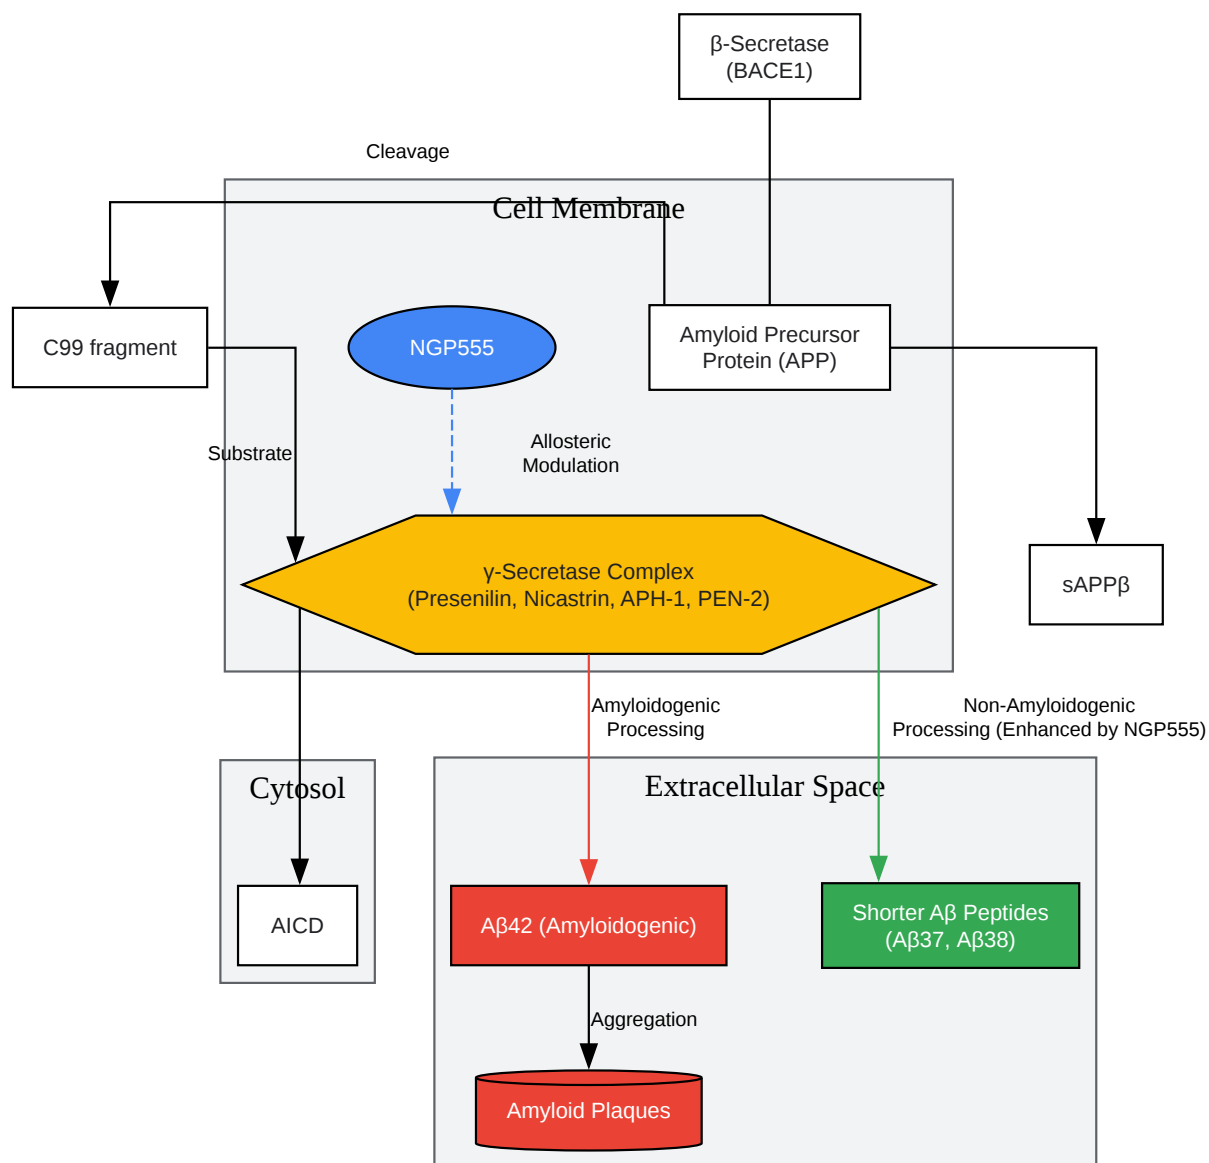 β-Secretase
(BACE1)
Cleavage
Cell Membrane
C99 fragment
NGP555
Amyloid Precursor
Protein (APP)
Substrate
Allosteric
Modulation
γ-Secretase Complex
(Presenilin, Nicastrin, APH-1, PEN-2)
sAPPβ
Amyloidogenic
Processing
Non-Amyloidogenic
Processing (Enhanced by NGP555)
Cytosol
Extracellular Space
AICD
Aβ42 (Amyloidogenic)
Shorter Aβ Peptides
(Aβ37, Aβ38)
Aggregation
Amyloid Plaques